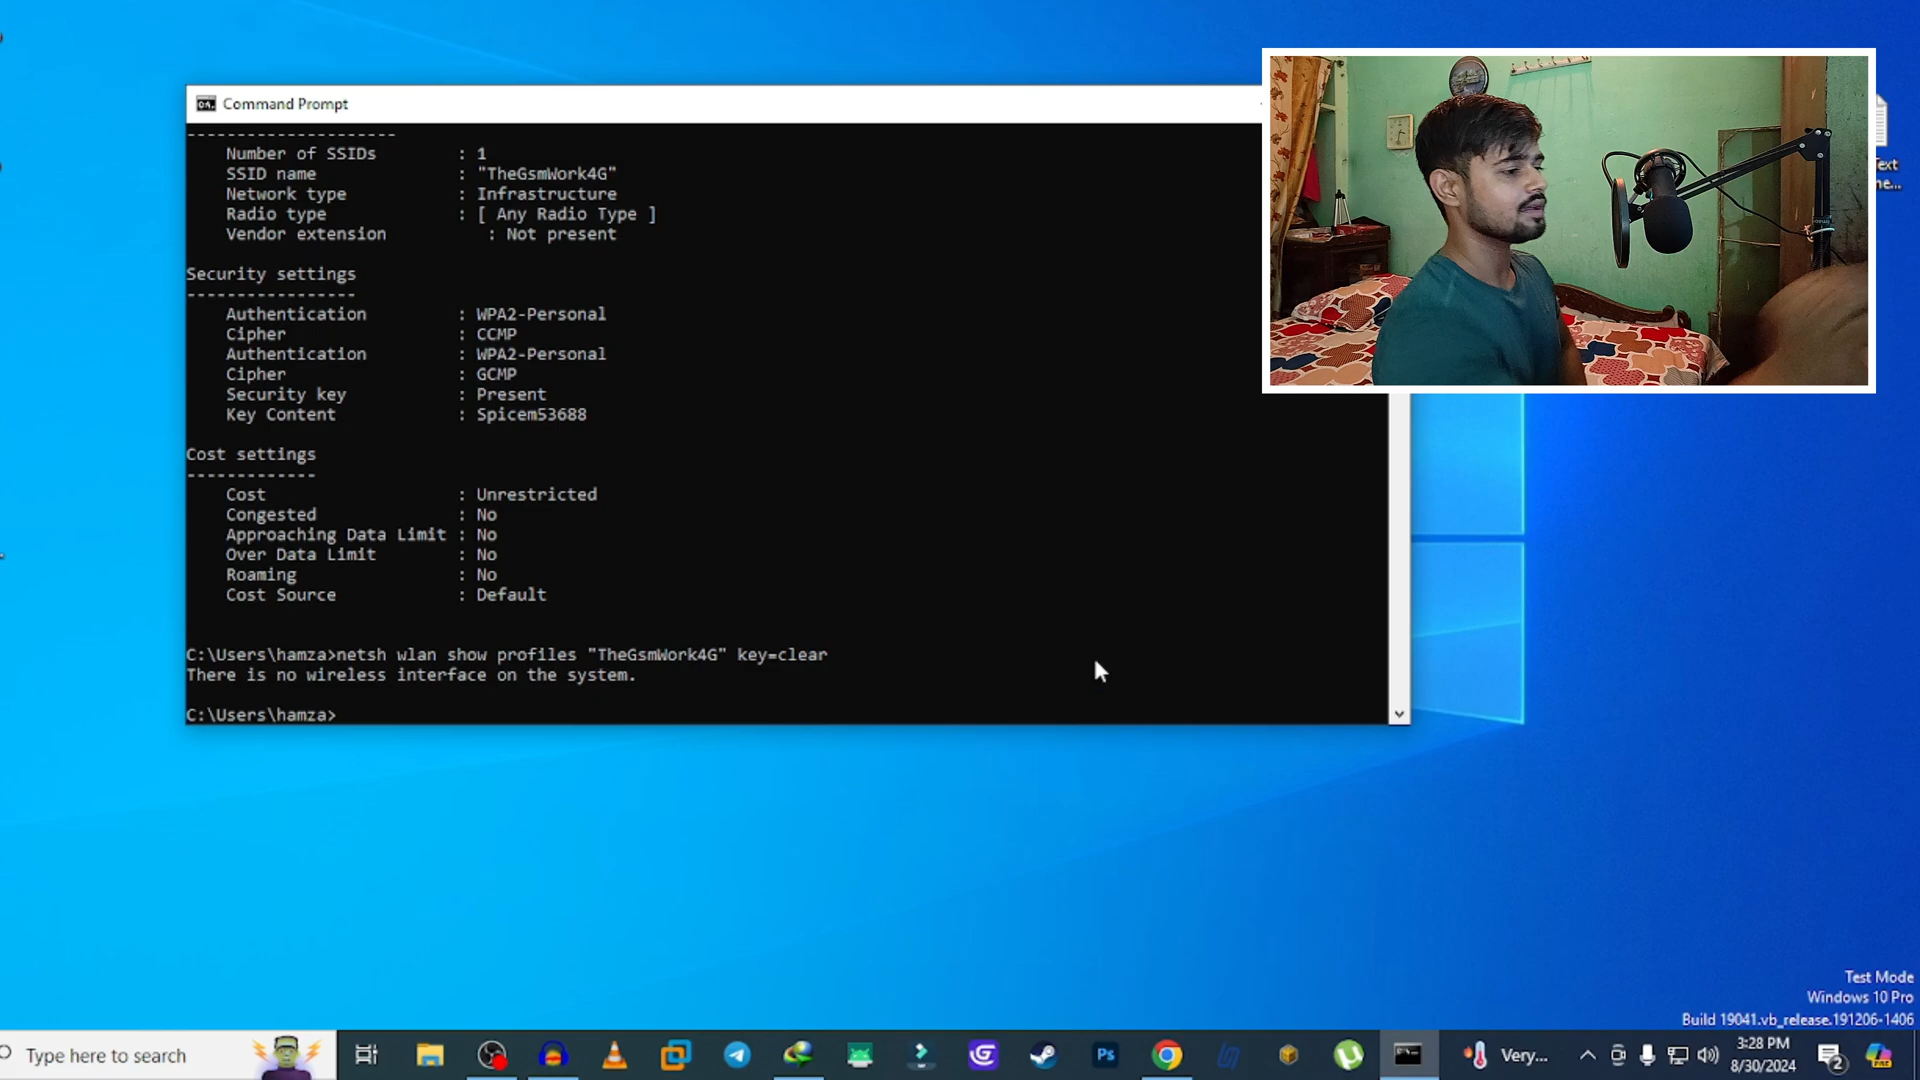 Command Prompt
---------------------
Number of SSIDs : 1
SSID name : "TheGsmWork4G"
Network type : Infrastructure
Radio type : [ Any Radio Type ]
Vendor extension : Not present
Security settings
-----------------
Authentication : WPA2-Personal
Cipher : CCMP
Authentication : WPA2-Personal
Cipher : GCMP
Security key : Present
Key Content : Spicem53688
Cost settings
-------------
Cost : Unrestricted
Congested : No
Approaching Data Limit : No
Over Data Limit : No
Roaming : No
Cost Source : Default
C:\Users\hamza>netsh wlan show profiles "TheGsmWork4G" key=clear
There is no wireless interface on the system.
C:\Users\hamza>
Test Mode
Windows 10 Pro
Build 19041.vb_release.191206-1406
Type here to search
Ps
Very...
3:28 PM
8/30/2024
2